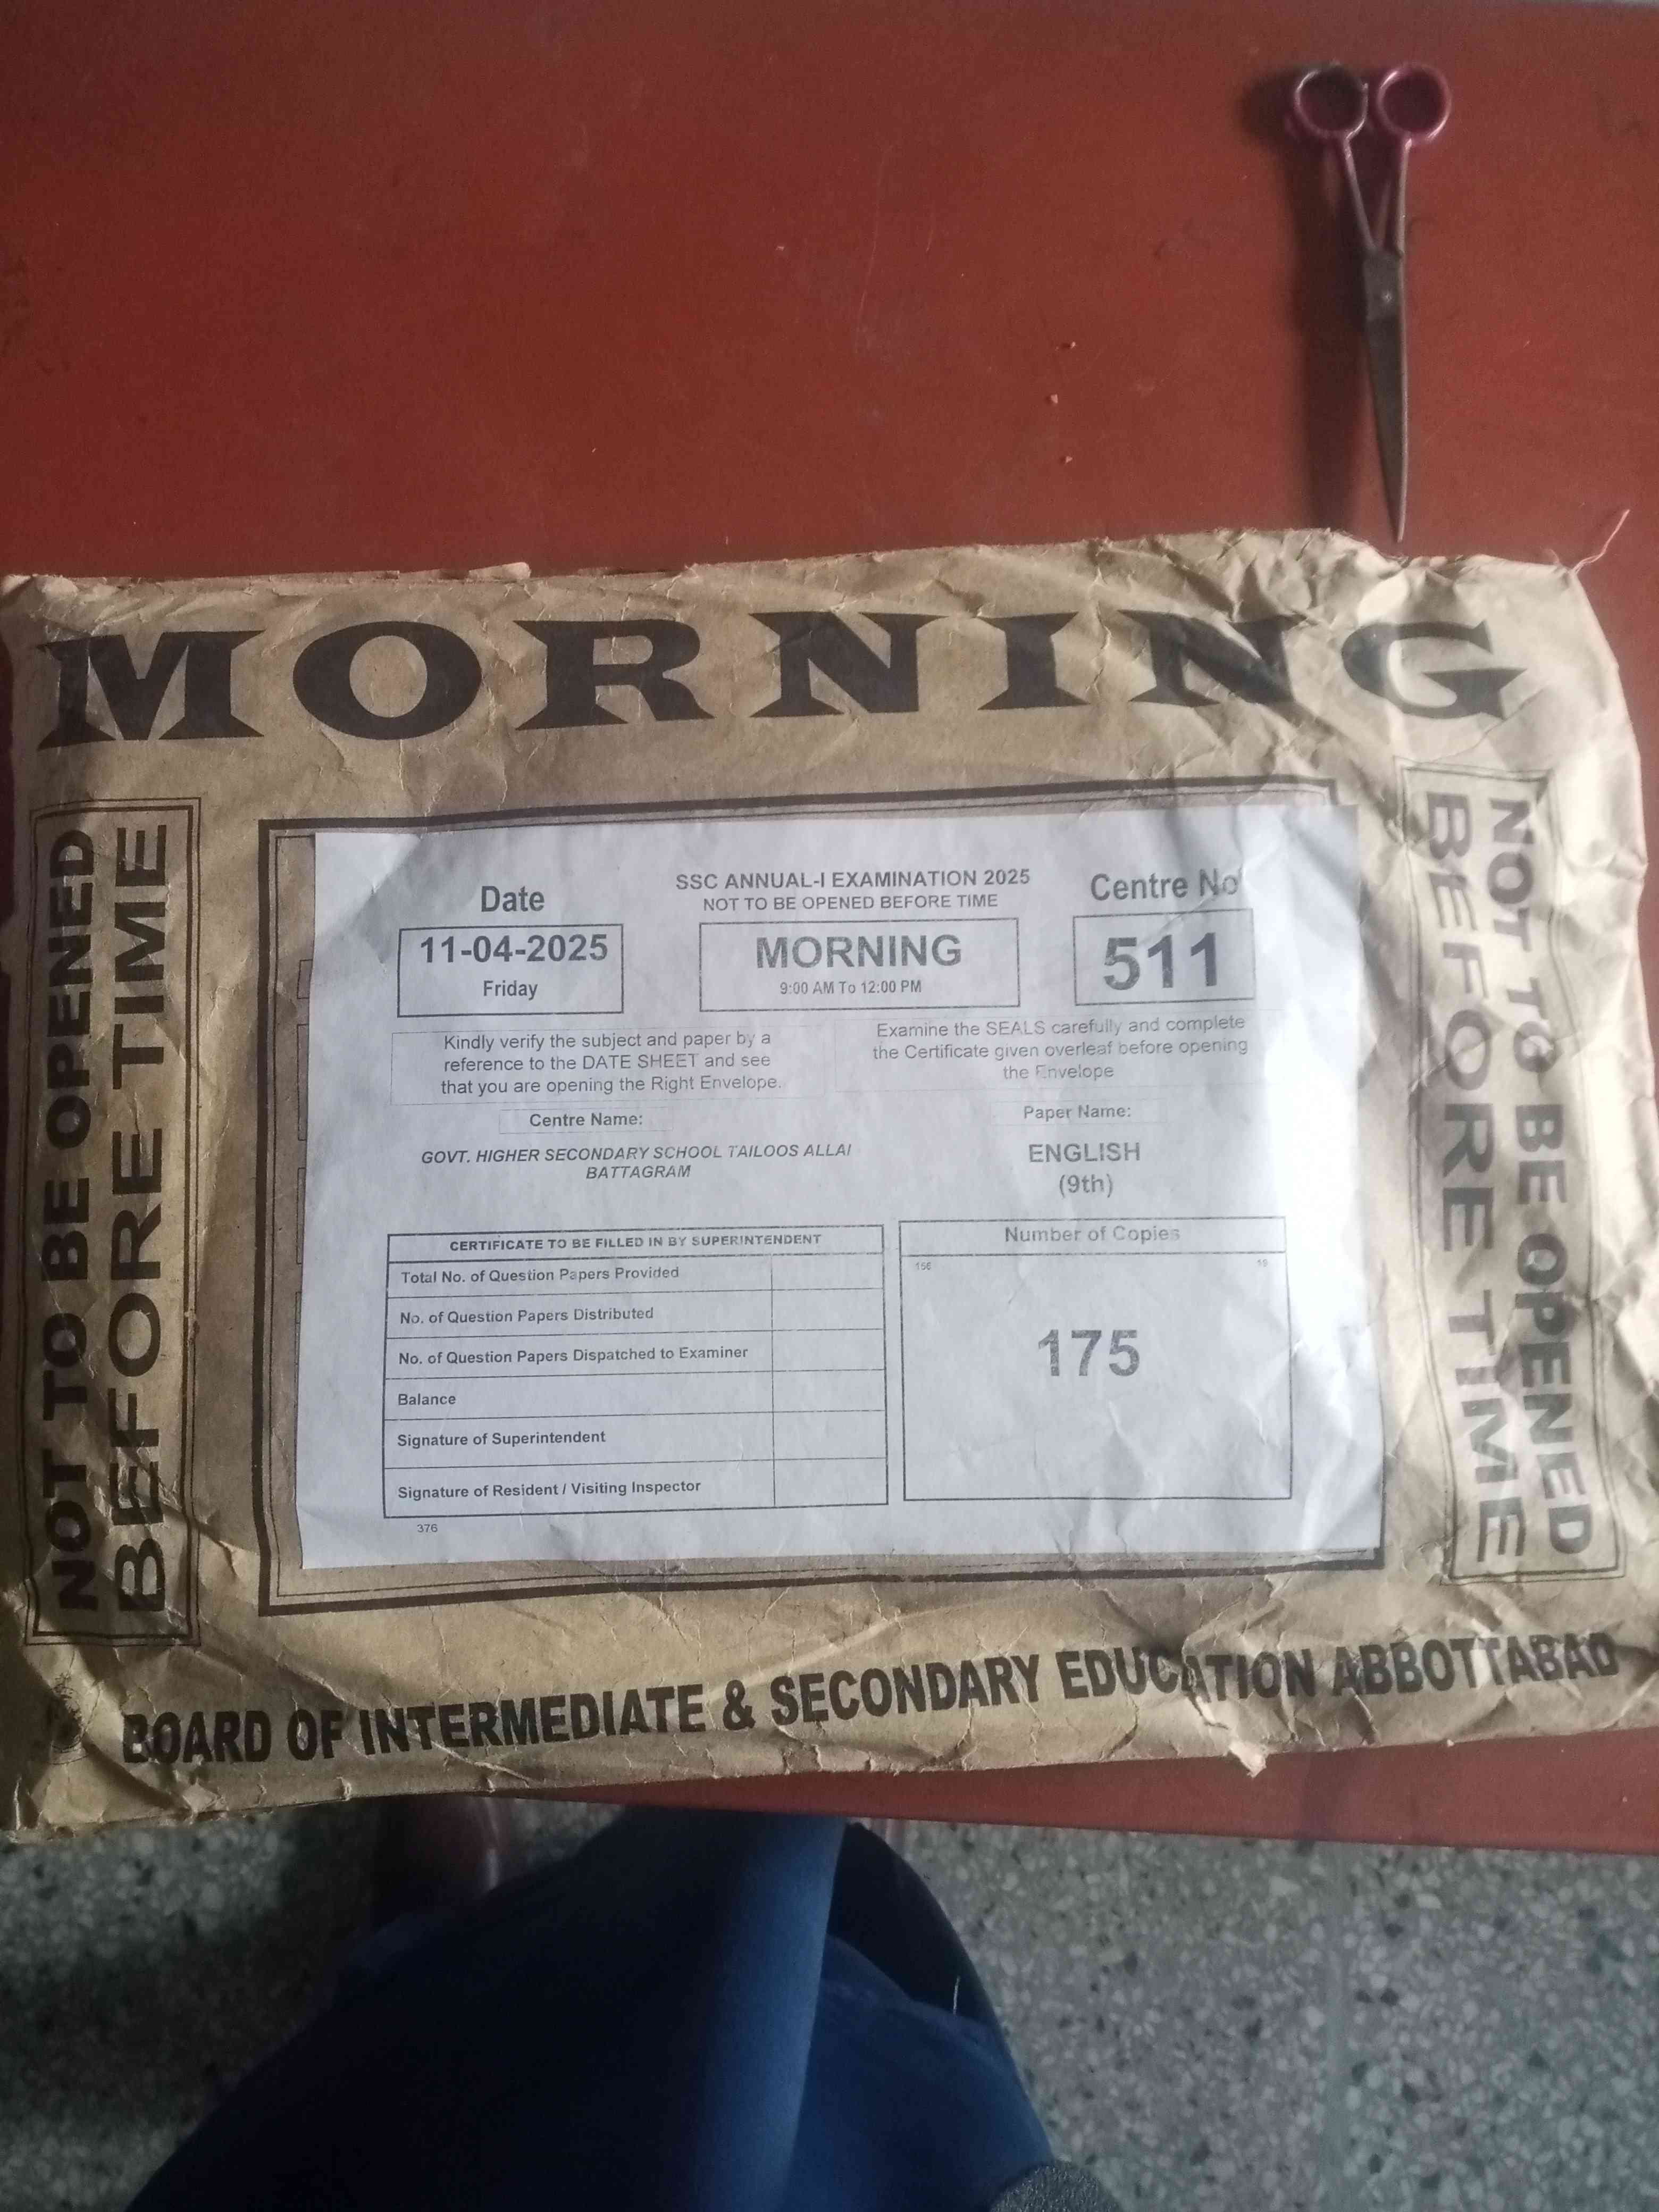 MORNING
NOT TO BE OPENED
BEFORE TIME
Date
11-04-2025
Friday
SSC ANNUAL-I EXAMINATION 2025
NOT TO BE OPENED BEFORE TIME
MORNING
9:00 AM To 12:00 PM
Centre No
511
Kindly verify the subject and paper by a
reference to the DATE SHEET and see
that you are opening the Right Envelope.
Examine the SEALS carefully and complete
the Certificate given overleaf before opening
the Envelope
Centre Name:
GOVT. HIGHER SECONDARY SCHOOL TAILOOS ALLAI
BATTAGRAM
Paper Name:
ENGLISH
(9th)
CERTIFICATE TO BE FILLED IN BY SUPERINTENDENT
Total No. of Question Papers Provided
No. of Question Papers Distributed
No. of Question Papers Dispatched to Examiner
Balance
Signature of Superintendent
Signature of Resident / Visiting Inspector
376
Number of Copies
156 19
175
NOT TO BE OPENED
BEFORE TIME
BOARD OF INTERMEDIATE & SECONDARY EDUCATION ABBOTTABAD